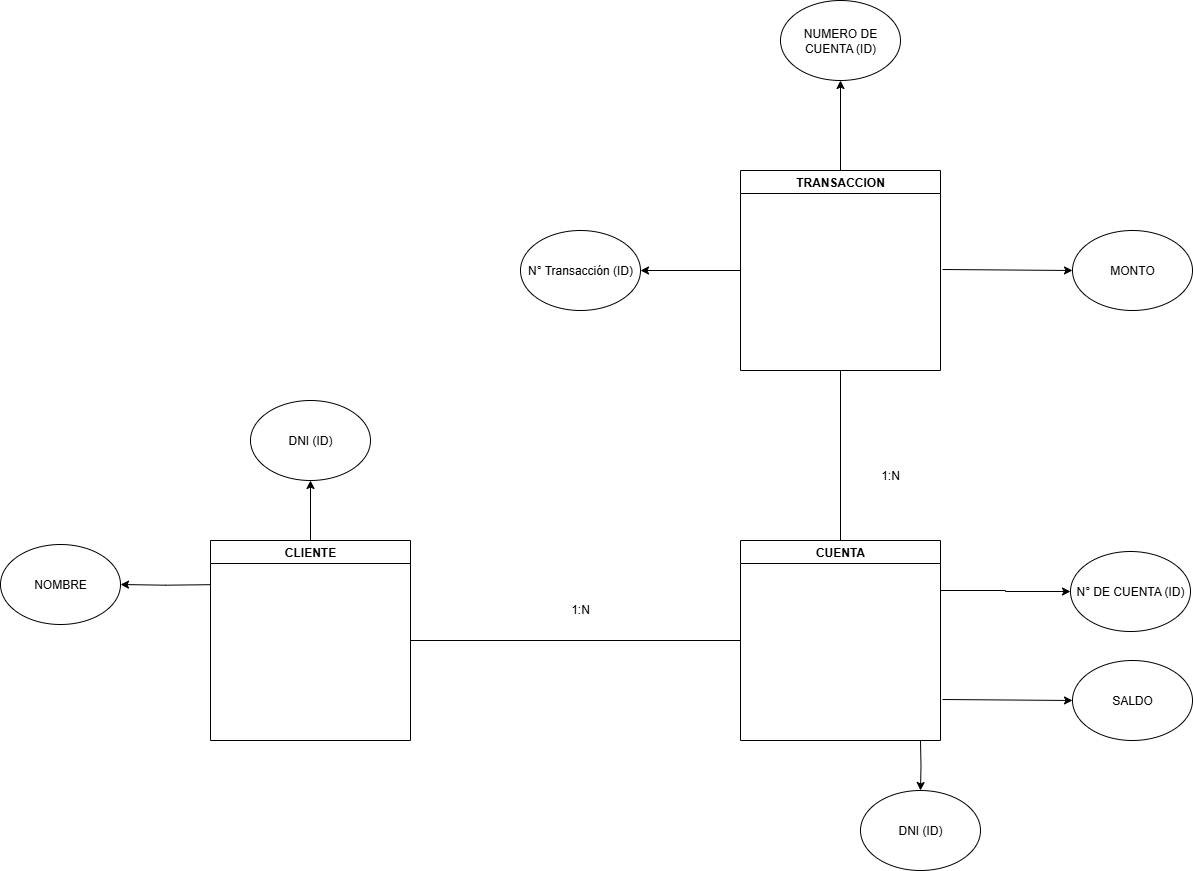 NUMERO DE
CUENTA (ID)
TRANSACCION
N° Transacción (ID)
MONTO
DNI (ID)
1:N
CLIENTE
CUENTA
NOMBRE
N° DE CUENTA (ID)
1:N
SALDO
DNI (ID)